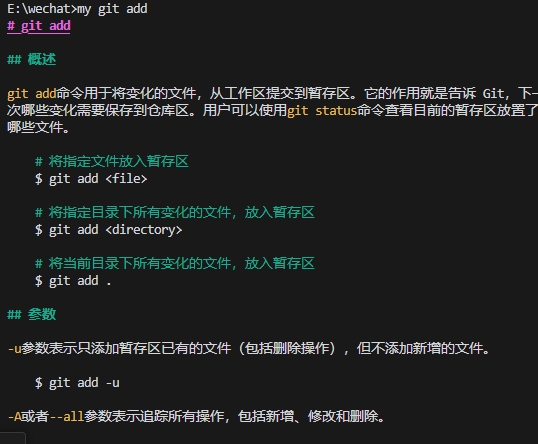 E:\wechat>my git add
# git add
## 概述
git add命令用于将变化的文件，从工作区提交到暂存区。它的作用就是告诉 Git，下一
次哪些变化需要保存到仓库区。用户可以使用git status命令查看目前的暂存区放置了
哪些文件。
# 将指定文件放入暂存区
$ git add <file>
# 将指定目录下所有变化的文件，放入暂存区
$ git add <directory>
# 将当前目录下所有变化的文件，放入暂存区
$ git add .
## 参数
-u参数表示只添加暂存区已有的文件（包括删除操作），但不添加新增的文件。
$ git add -u
-A或者--all参数表示追踪所有操作，包括新增、修改和删除。